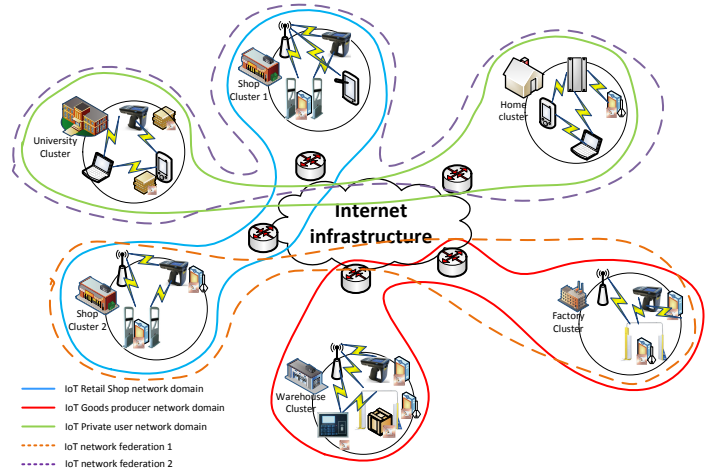 Shop
Cluster 1
Home
cluster
University
Cluster
Internet
infrastructure
Shop
Cluster 2
Factory
Cluster
Warehouse
Cluster
IoT Retail Shop network domain
IoT Goods producer network domain
IoT Private user network domain
IoT network federation 1
IoT network federation 2